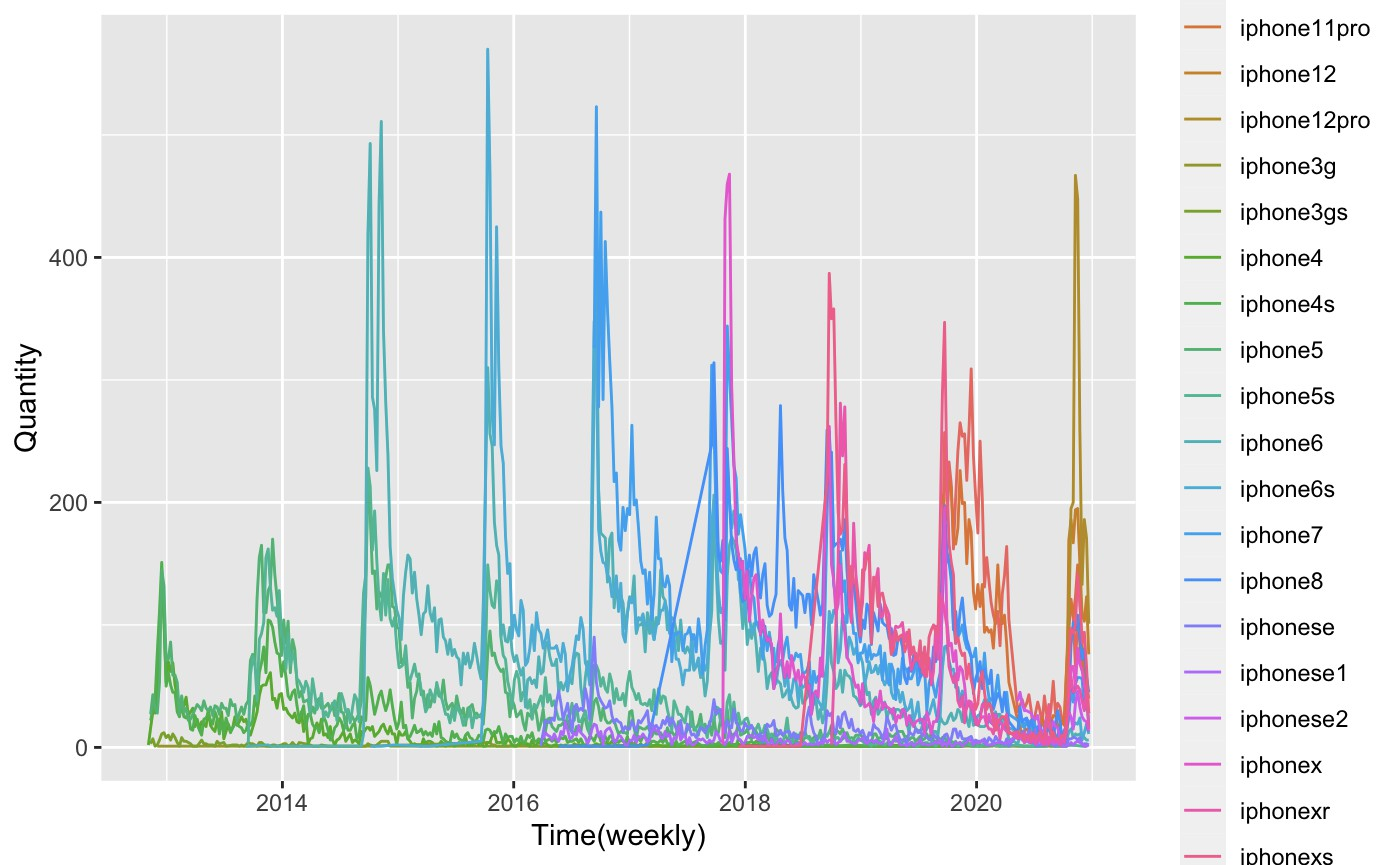 Quantity
400
200
0
2014
2016
2018
2020
Time(weekly)
iphone11pro
iphone12
iphone12pro
iphone3g
iphone3gs
iphone4
iphone4s
iphone5
iphone5s
iphone6
iphone6s
iphone7
iphone8
iphonese
iphonese1
iphonese2
iphonex
iphonexr
iphonexs